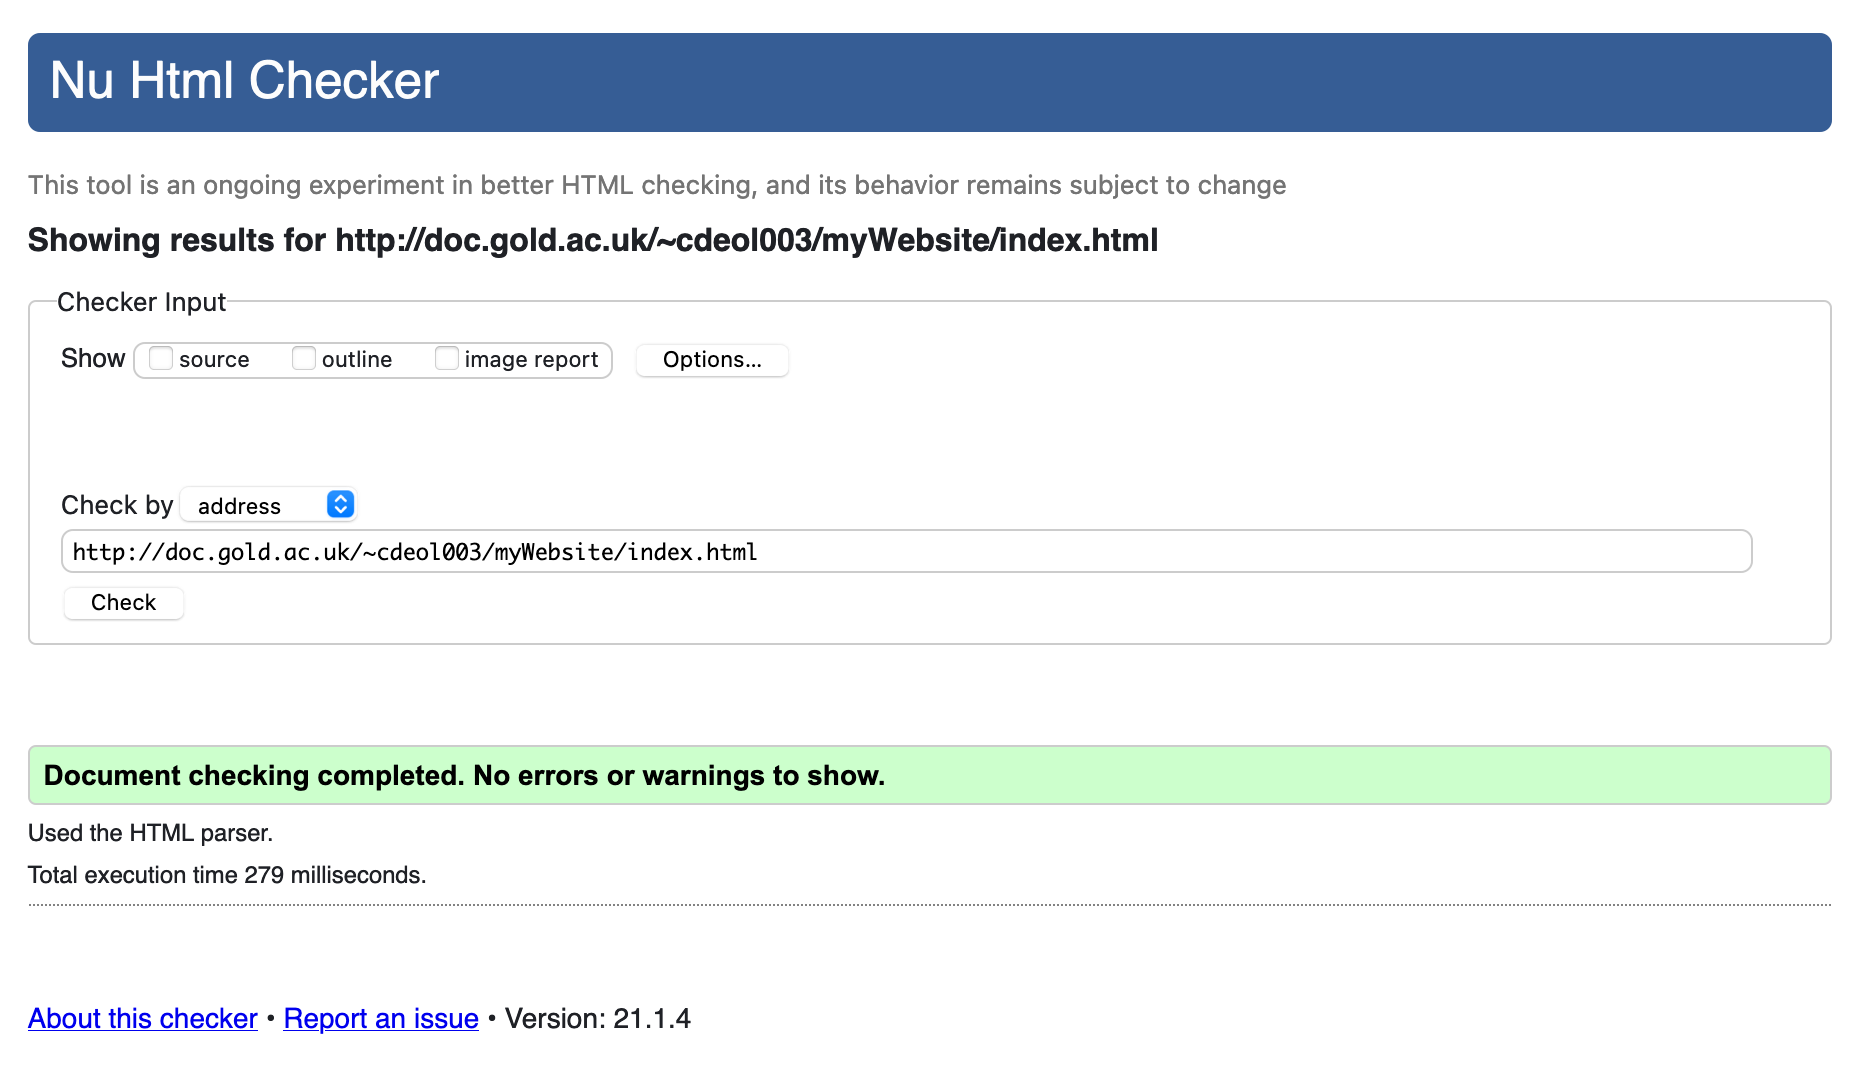 Nu Html Checker
This tool is an ongoing experiment in better HTML checking, and its behavior remains subject to change
Showing results for http://doc.gold.ac.uk/~cdeol003/myWebsite/index.html
Checker Input
Show source outline image report Options...
Check by address
http://doc.gold.ac.uk/~cdeol003/myWebsite/index.html
Check
Document checking completed. No errors or warnings to show.
Used the HTML parser.
Total execution time 279 milliseconds.
About this checker • Report an issue • Version: 21.1.4